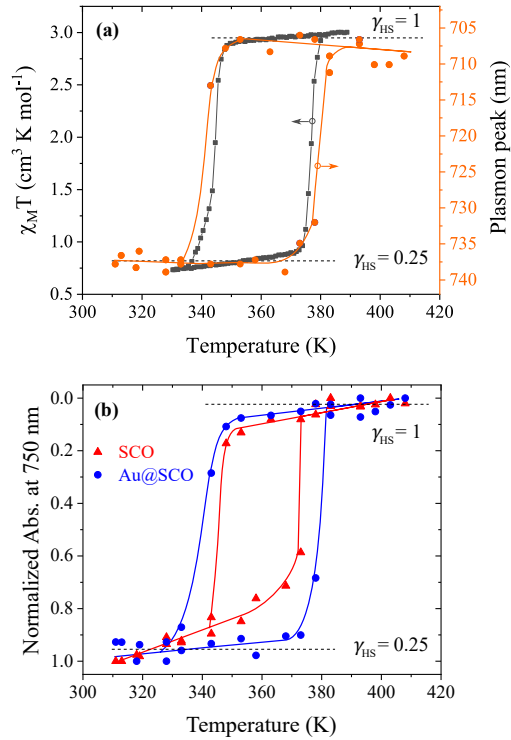 (a)
γHS = 1
γHS = 0.25
3.0
2.5
2.0
1.5
1.0
0.5
χMT (cm³ K mol⁻¹)
705
710
715
720
725
730
735
740
Plasmon peak (nm)
300 320 340 360 380 400 420
Temperature (K)
(b)
γHS = 1
SCO
Au@SCO
γHS = 0.25
0.0
0.2
0.4
0.6
0.8
1.0
Normalized Abs. at 750 nm
300 320 340 360 380 400 420
Temperature (K)